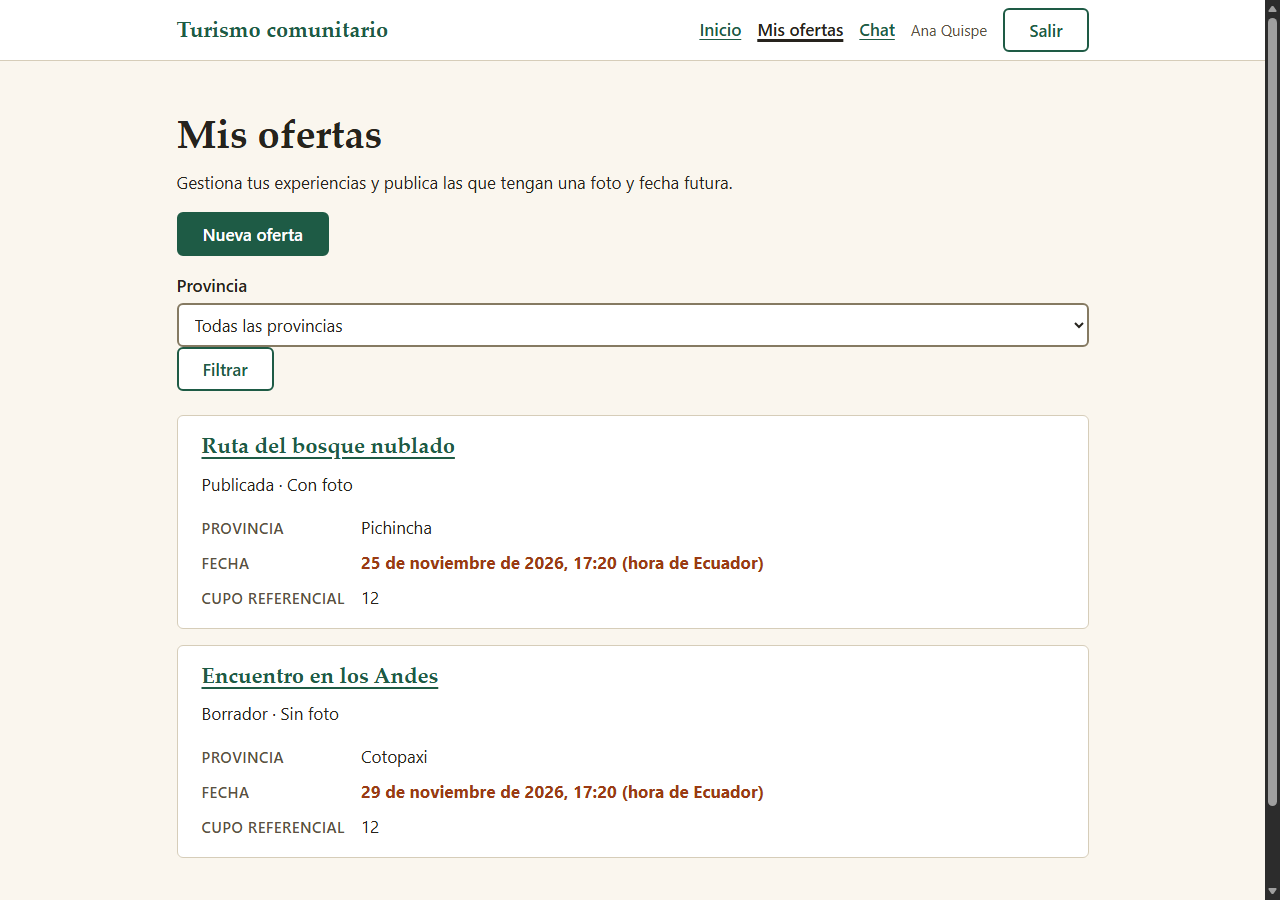 Turismo comunitario
Inicio Mis ofertas Chat Ana Quispe Salir
Mis ofertas
Gestiona tus experiencias y publica las que tengan una foto y fecha futura.
Nueva oferta
Provincia
Todas las provincias
Filtrar
Ruta del bosque nublado
Publicada · Con foto
PROVINCIA Pichincha
FECHA 25 de noviembre de 2026, 17:20 (hora de Ecuador)
CUPO REFERENCIAL 12
Encuentro en los Andes
Borrador · Sin foto
PROVINCIA Cotopaxi
FECHA 29 de noviembre de 2026, 17:20 (hora de Ecuador)
CUPO REFERENCIAL 12